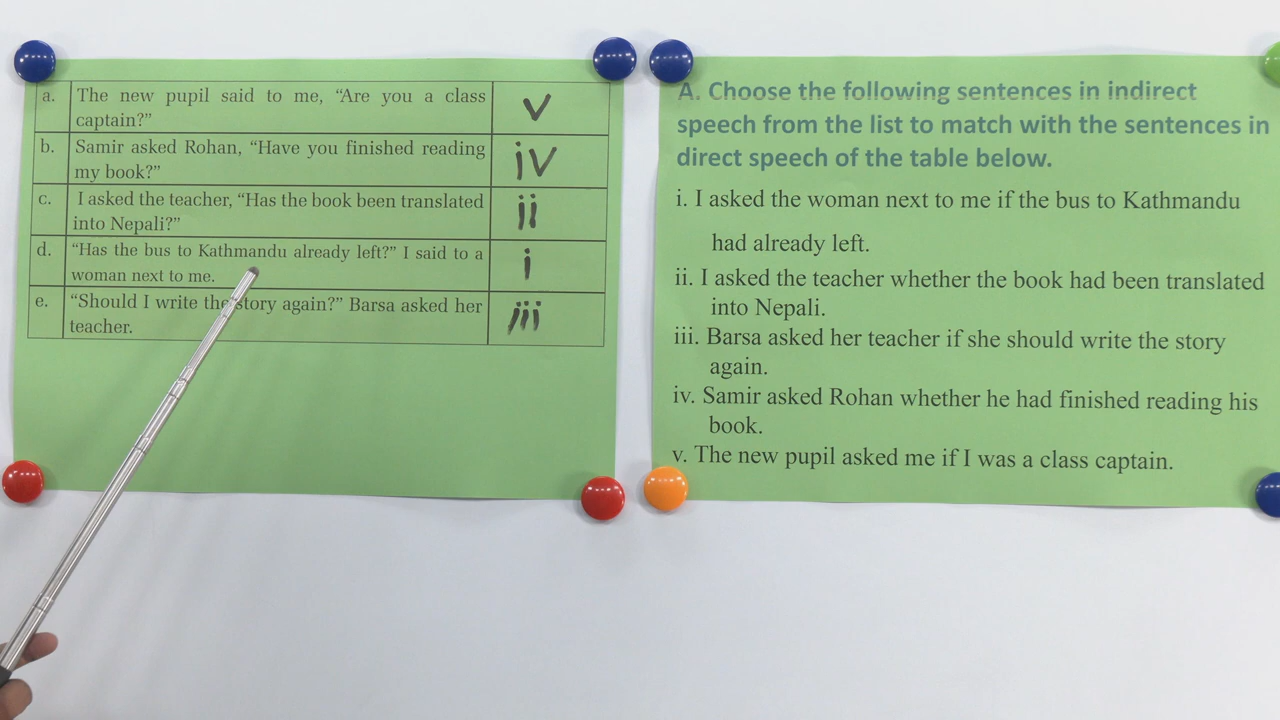 a. The new pupil said to me, “Are you a class V
captain?”
b. Samir asked Rohan, “Have you finished reading iV
my book?”
c. I asked the teacher, “Has the book been translated ii
into Nepali?”
d. “Has the bus to Kathmandu already left?” I said to a i
woman next to me.
e. “Should I write the story again?” Barsa asked her iii
teacher.
A. Choose the following sentences in indirect
speech from the list to match with the sentences in
direct speech of the table below.
i. I asked the woman next to me if the bus to Kathmandu
had already left.
ii. I asked the teacher whether the book had been translated
into Nepali.
iii. Barsa asked her teacher if she should write the story
again.
iv. Samir asked Rohan whether he had finished reading his
book.
v. The new pupil asked me if I was a class captain.